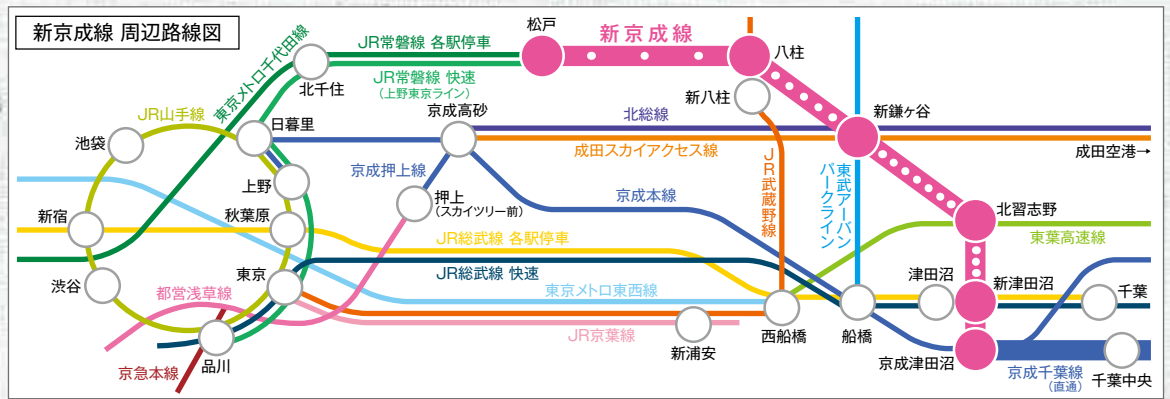 新京成線 周辺路線図
松戸
新京成線
八柱
JR常磐線 各駅停車
JR常磐線 快速
(上野東京ライン)
東京メトロ千代田線
北千住
新八柱
JR山手線
日暮里
京成高砂
北総線
新鎌ヶ谷
池袋
成田スカイアクセス線
成田空港→
京成押上線
JR武蔵野線
東武アーバン
パークライン
上野
押上
(スカイツリー前)
京成本線
北習志野
新宿
秋葉原
JR総武線 各駅停車
東葉高速線
東京
JR総武線 快速
津田沼
新津田沼
千葉
渋谷
都営浅草線
東京メトロ東西線
JR京葉線
西船橋
船橋
新浦安
品川
京成津田沼
京急本線
京成千葉線
(直通)
千葉中央